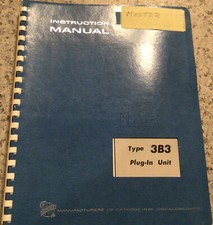 INSTRUCTION
MANUAL
MASTER
Type 3B3
Plug-In Unit